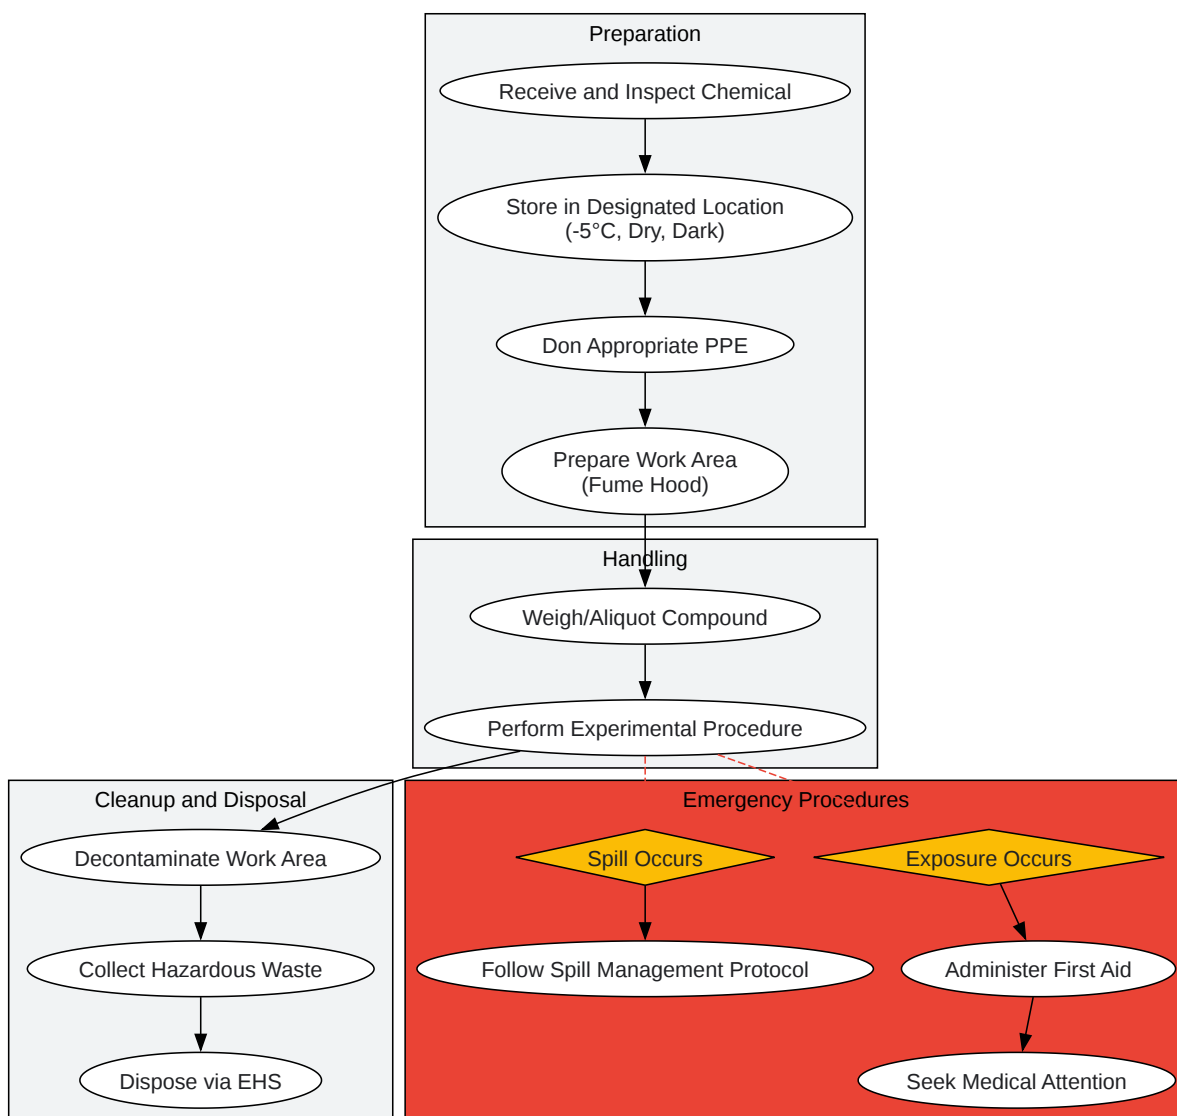 Preparation
Receive and Inspect Chemical
Store in Designated Location
(-5°C, Dry, Dark)
Don Appropriate PPE
Prepare Work Area
(Fume Hood)
Handling
Weigh/Aliquot Compound
Perform Experimental Procedure
Cleanup and Disposal
Decontaminate Work Area
Collect Hazardous Waste
Dispose via EHS
Emergency Procedures
Spill Occurs
Exposure Occurs
Follow Spill Management Protocol
Administer First Aid
Seek Medical Attention